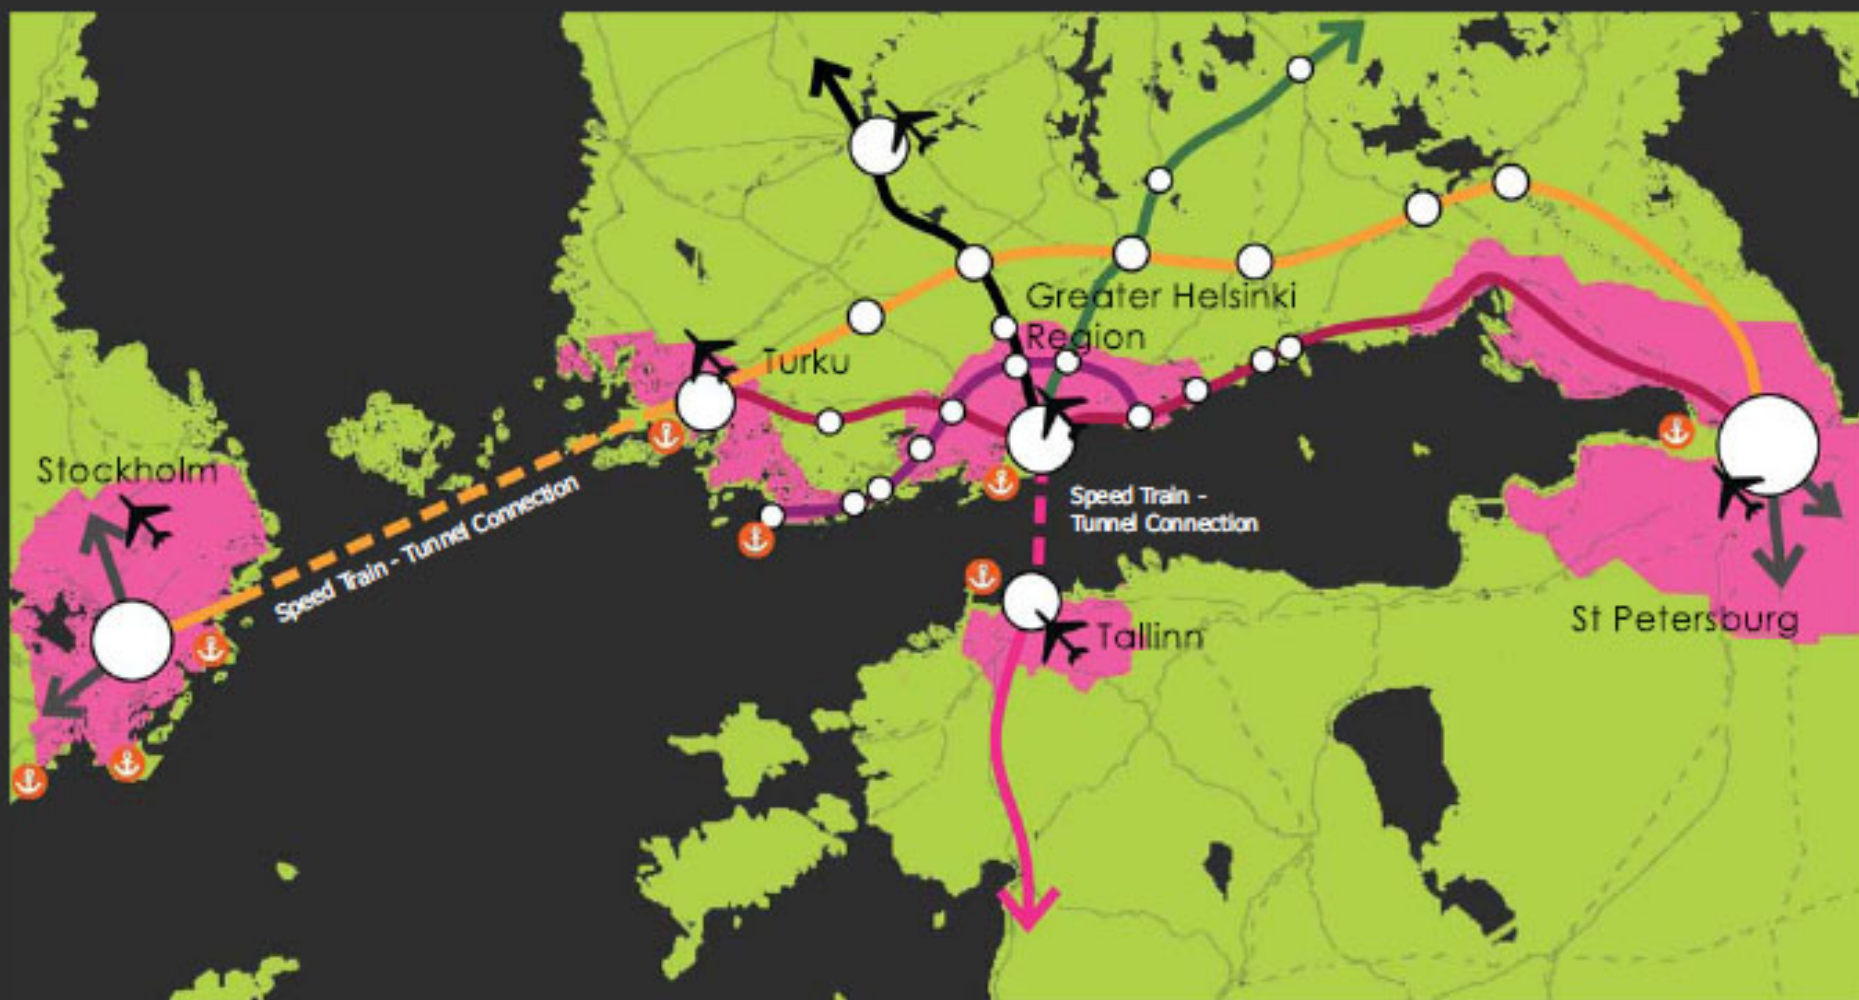 Greater Helsinki
Region
Turku
Stockholm
Speed Train - Tunnel Connection
Speed Train -
Tunnel Connection
St Petersburg
Tallinn